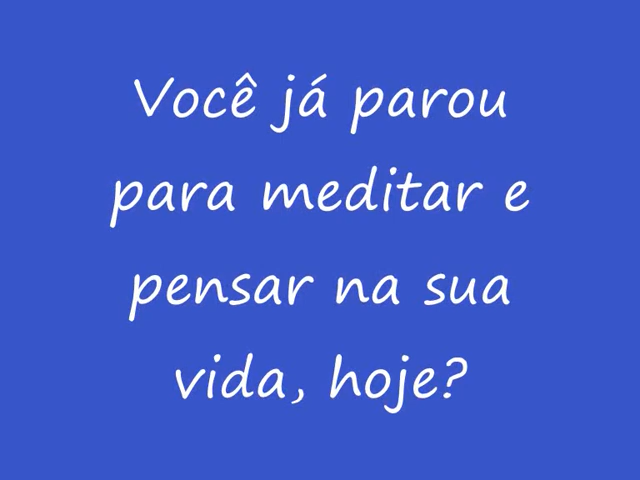 Você já parou
para meditar e
pensar na sua
vida, hoje?